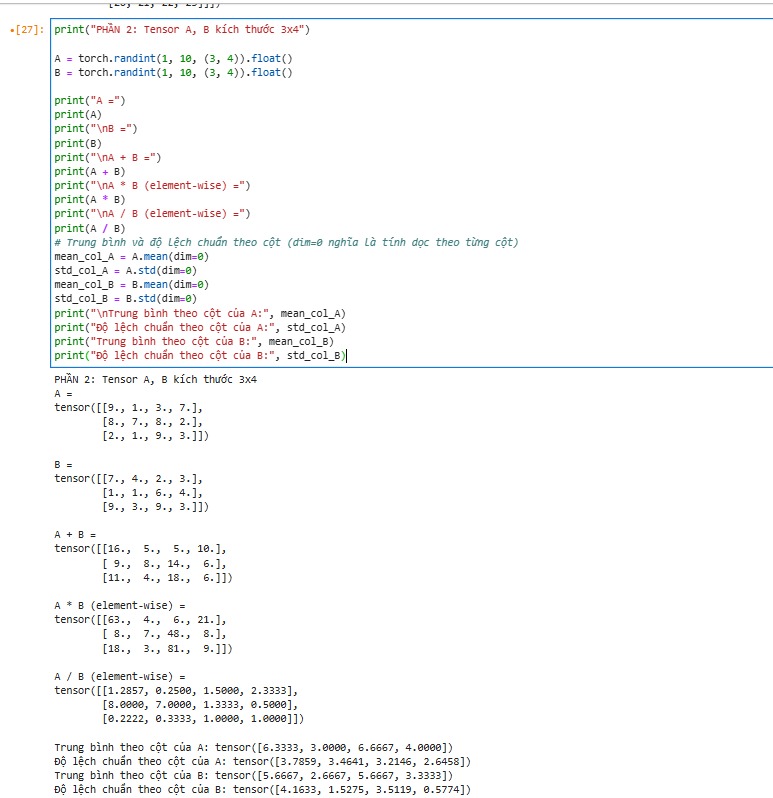 [27]:
print("PHẦN 2: Tensor A, B kích thước 3x4")
A = torch.randint(1, 10, (3, 4)).float()
B = torch.randint(1, 10, (3, 4)).float()
print("A =")
print(A)
print("\nB =")
print(B)
print("\nA + B =")
print(A + B)
print("\nA * B (element-wise) =")
print(A * B)
print("\nA / B (element-wise) =")
print(A / B)
# Trung bình và độ lệch chuẩn theo cột (dim=0 nghĩa là tính dọc theo từng cột)
mean_col_A = A.mean(dim=0)
std_col_A = A.std(dim=0)
mean_col_B = B.mean(dim=0)
std_col_B = B.std(dim=0)
print("\nTrung bình theo cột của A:", mean_col_A)
print("Độ lệch chuẩn theo cột của A:", std_col_A)
print("Trung bình theo cột của B:", mean_col_B)
print("Độ lệch chuẩn theo cột của B:", std_col_B)
PHẦN 2: Tensor A, B kích thước 3x4
A =
tensor([[9., 1., 3., 7.],
[8., 7., 8., 2.],
[2., 1., 9., 3.]])
B =
tensor([[7., 4., 2., 3.],
[1., 1., 6., 4.],
[9., 3., 9., 3.]])
A + B =
tensor([[16., 5., 5., 10.],
[ 9., 8., 14., 6.],
[11., 4., 18., 6.]])
A * B (element-wise) =
tensor([[63., 4., 6., 21.],
[ 8., 7., 48., 8.],
[18., 3., 81., 9.]])
A / B (element-wise) =
tensor([[1.2857, 0.2500, 1.5000, 2.3333],
[8.0000, 7.0000, 1.3333, 0.5000],
[0.2222, 0.3333, 1.0000, 1.0000]])
Trung bình theo cột của A: tensor([6.3333, 3.0000, 6.6667, 4.0000])
Độ lệch chuẩn theo cột của A: tensor([3.7859, 3.4641, 3.2146, 2.6458])
Trung bình theo cột của B: tensor([5.6667, 2.6667, 5.6667, 3.3333])
Độ lệch chuẩn theo cột của B: tensor([4.1633, 1.5275, 3.5119, 0.5774])